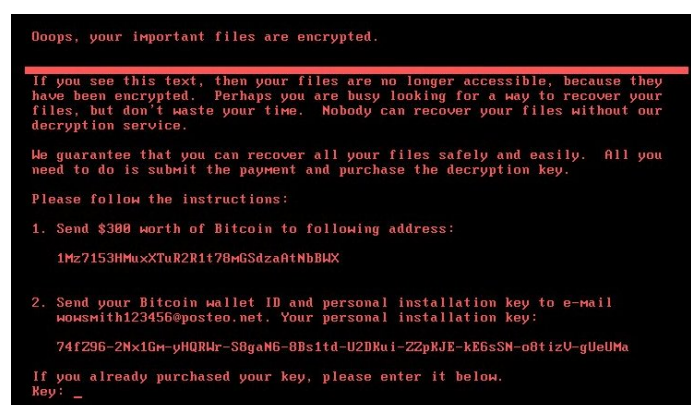 Ooops, your important files are encrypted.
If you see this text, then your files are no longer accessible, because they
have been encrypted.  Perhaps you are busy looking for a way to recover your
files, but don't waste your time.  Nobody can recover your files without our
decryption service.
We guarantee that you can recover all your files safely and easily.  All you
need to do is submit the payment and purchase the decryption key.
Please follow the instructions:
1. Send $300 worth of Bitcoin to following address:
1Mz7153HMuxXTuR2R1t78mGSdzaAtNbBWX
2. Send your Bitcoin wallet ID and personal installation key to e-mail
wowsmith123456@posteo.net. Your personal installation key:
74f296-2Nx1Gm-yHQRWr-S8gaN6-8Bs1td-U2DKui-ZZpKJE-kE6sSN-o8tizV-gUeUMa
If you already purchased your key, please enter it below.
Key: _